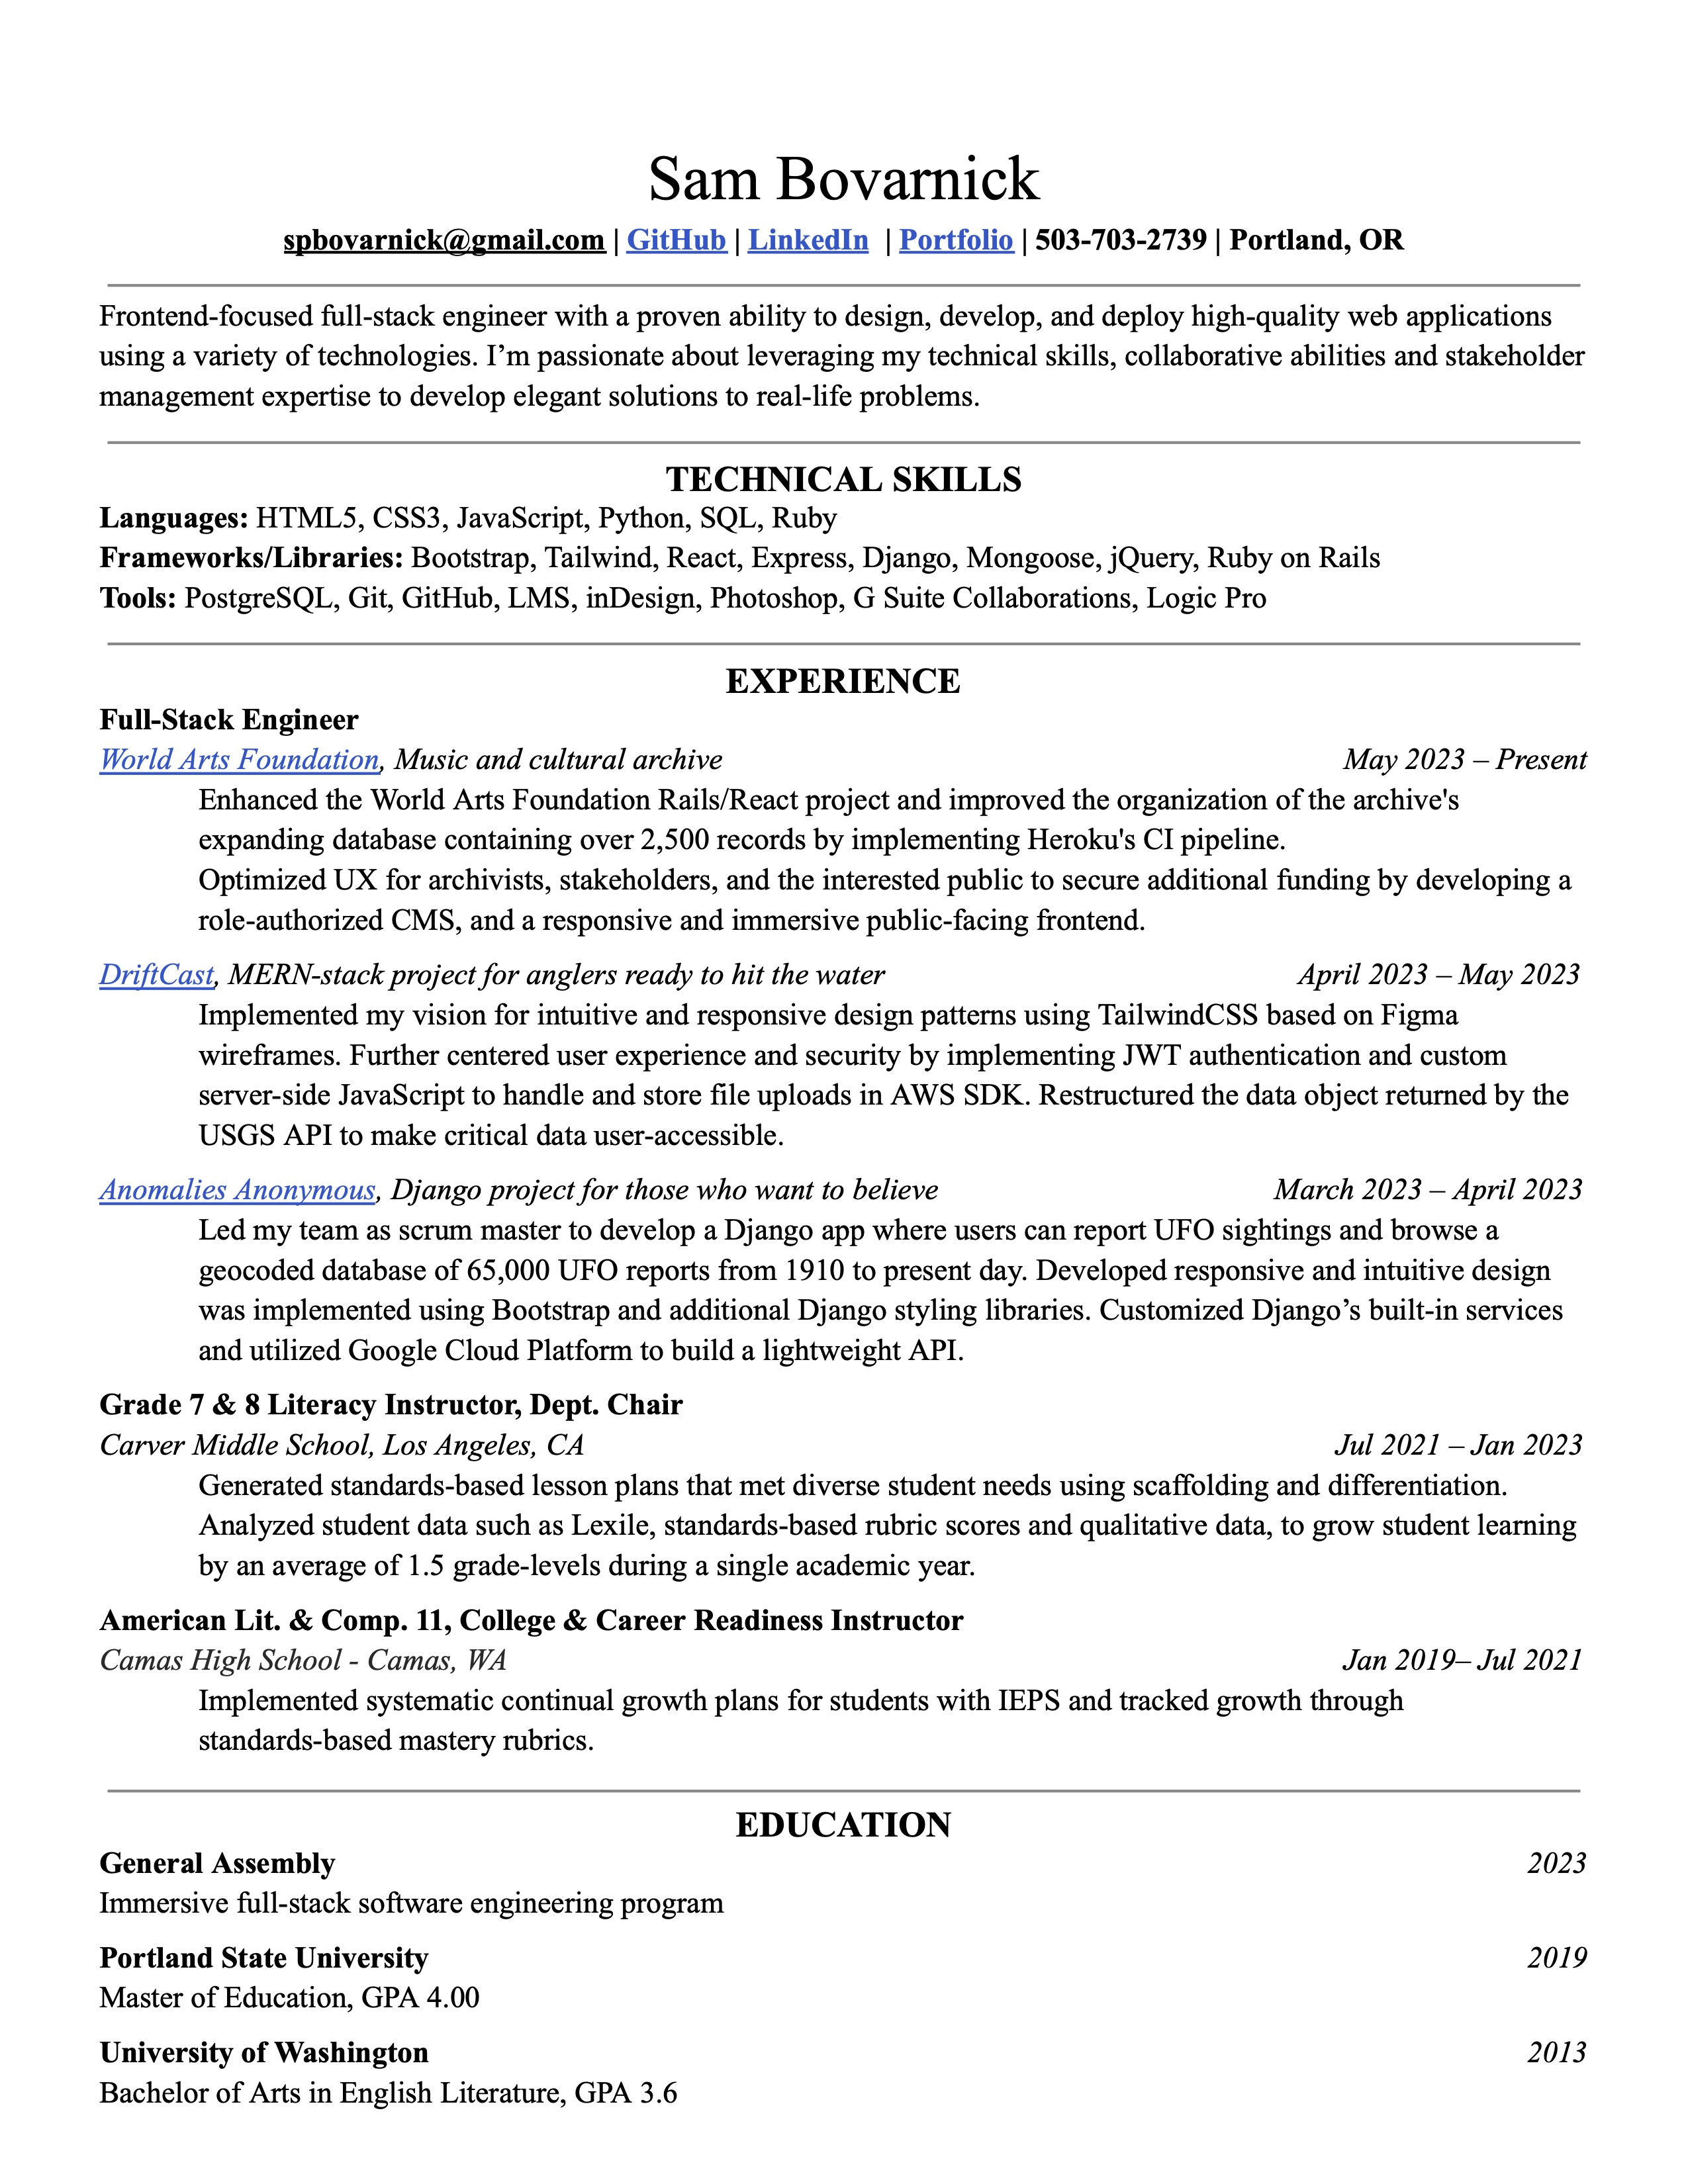 Sam Bovarnick
spbovarnick@gmail.com | GitHub | LinkedIn | Portfolio | 503-703-2739 | Portland, OR
Frontend-focused full-stack engineer with a proven ability to design, develop, and deploy high-quality web applications
using a variety of technologies. I’m passionate about leveraging my technical skills, collaborative abilities and stakeholder
management expertise to develop elegant solutions to real-life problems.
TECHNICAL SKILLS
Languages: HTML5, CSS3, JavaScript, Python, SQL, Ruby
Frameworks/Libraries: Bootstrap, Tailwind, React, Express, Django, Mongoose, jQuery, Ruby on Rails
Tools: PostgreSQL, Git, GitHub, LMS, inDesign, Photoshop, G Suite Collaborations, Logic Pro
EXPERIENCE
Full-Stack Engineer
World Arts Foundation, Music and cultural archive May 2023 – Present
Enhanced the World Arts Foundation Rails/React project and improved the organization of the archive's
expanding database containing over 2,500 records by implementing Heroku's CI pipeline.
Optimized UX for archivists, stakeholders, and the interested public to secure additional funding by developing a
role-authorized CMS, and a responsive and immersive public-facing frontend.
DriftCast, MERN-stack project for anglers ready to hit the water April 2023 – May 2023
Implemented my vision for intuitive and responsive design patterns using TailwindCSS based on Figma
wireframes. Further centered user experience and security by implementing JWT authentication and custom
server-side JavaScript to handle and store file uploads in AWS SDK. Restructured the data object returned by the
USGS API to make critical data user-accessible.
Anomalies Anonymous, Django project for those who want to believe March 2023 – April 2023
Led my team as scrum master to develop a Django app where users can report UFO sightings and browse a
geocoded database of 65,000 UFO reports from 1910 to present day. Developed responsive and intuitive design
was implemented using Bootstrap and additional Django styling libraries. Customized Django’s built-in services
and utilized Google Cloud Platform to build a lightweight API.
Grade 7 & 8 Literacy Instructor, Dept. Chair
Carver Middle School, Los Angeles, CA Jul 2021 – Jan 2023
Generated standards-based lesson plans that met diverse student needs using scaffolding and differentiation.
Analyzed student data such as Lexile, standards-based rubric scores and qualitative data, to grow student learning
by an average of 1.5 grade-levels during a single academic year.
American Lit. & Comp. 11, College & Career Readiness Instructor
Camas High School - Camas, WA Jan 2019– Jul 2021
Implemented systematic continual growth plans for students with IEPS and tracked growth through
standards-based mastery rubrics.
EDUCATION
General Assembly 2023
Immersive full-stack software engineering program
Portland State University 2019
Master of Education, GPA 4.00
University of Washington 2013
Bachelor of Arts in English Literature, GPA 3.6